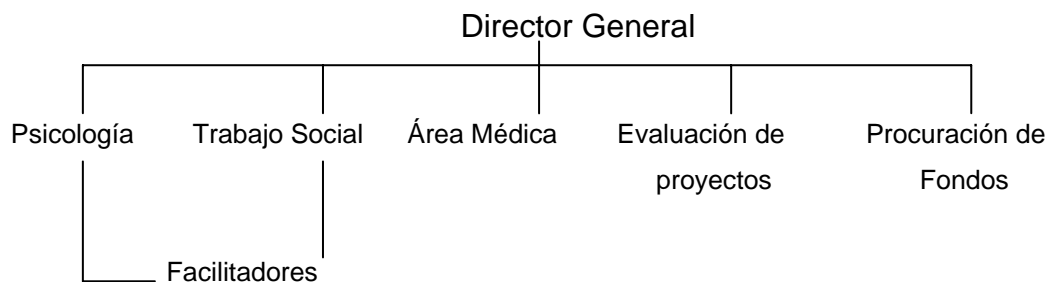 Director General
Psicología
Trabajo Social
Área Médica
Evaluación de
proyectos
Procuración de
Fondos
Facilitadores